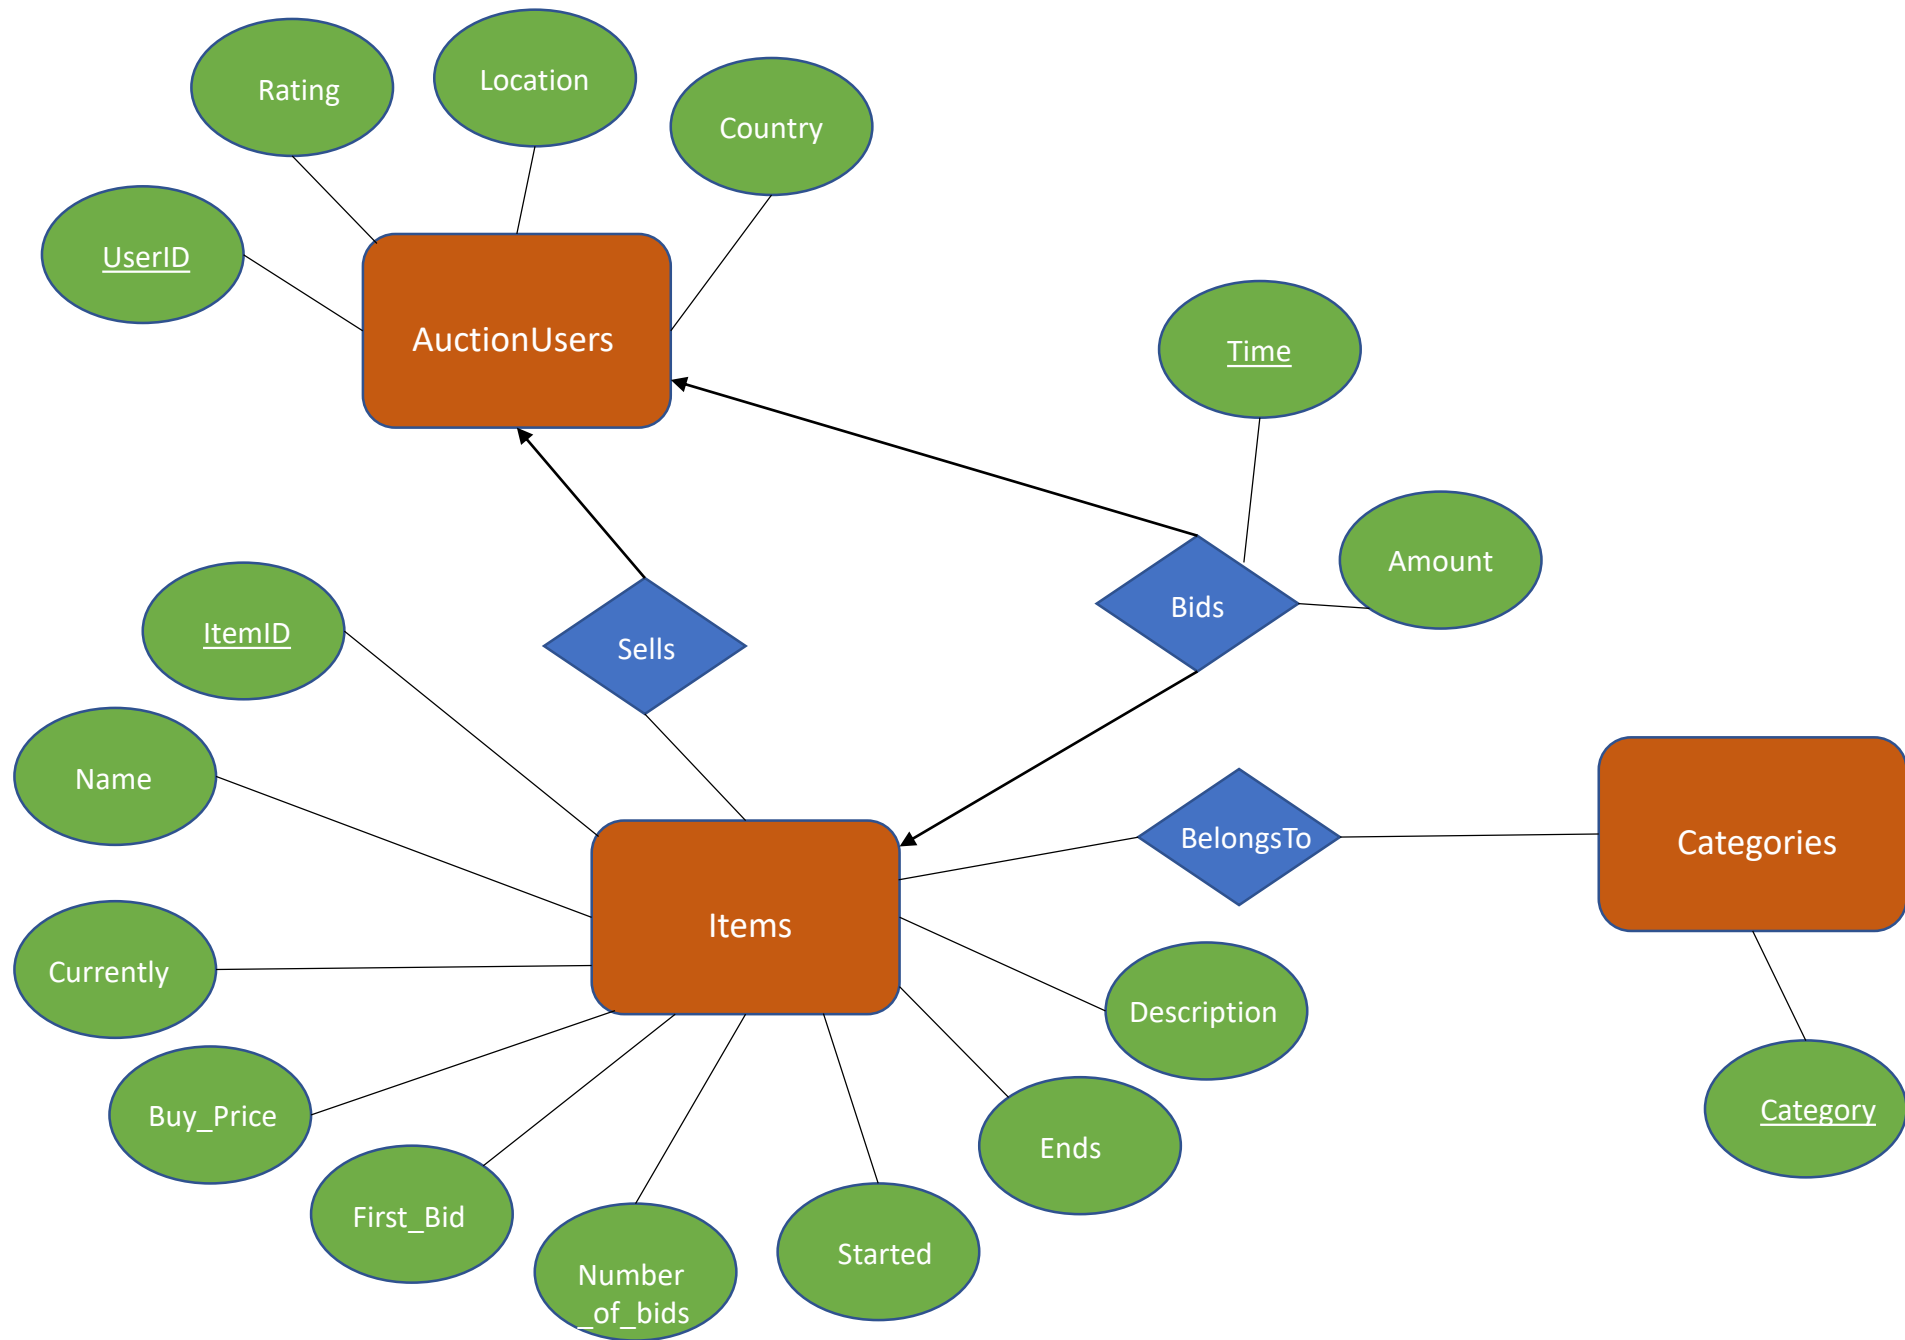 Rating
Location
Country
UserID
AuctionUsers
Time
Amount
Bids
ItemID
Sells
Name
BelongsTo
Categories
Items
Currently
Description
Buy_Price
Ends
Category
First_Bid
Started
Number
_of_bids